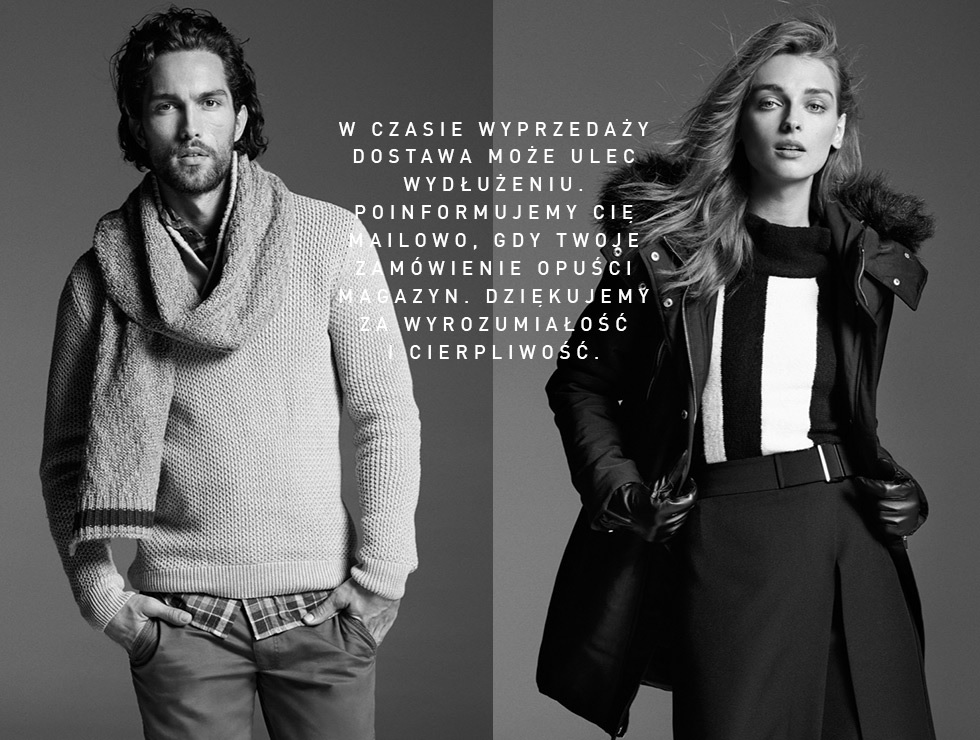 W CZASIE WYPRZEDAŻY
DOSTAWA MOŻE ULEC
WYDŁUŻENIU.
POINFORMUJEMY CIĘ
MAILOWO, GDY TWOJE
ZAMÓWIENIE OPUŚCI
MAGAZYN. DZIĘKUJEMY
ZA WYROZUMIAŁOŚĆ
I CIERPLIWOŚĆ.